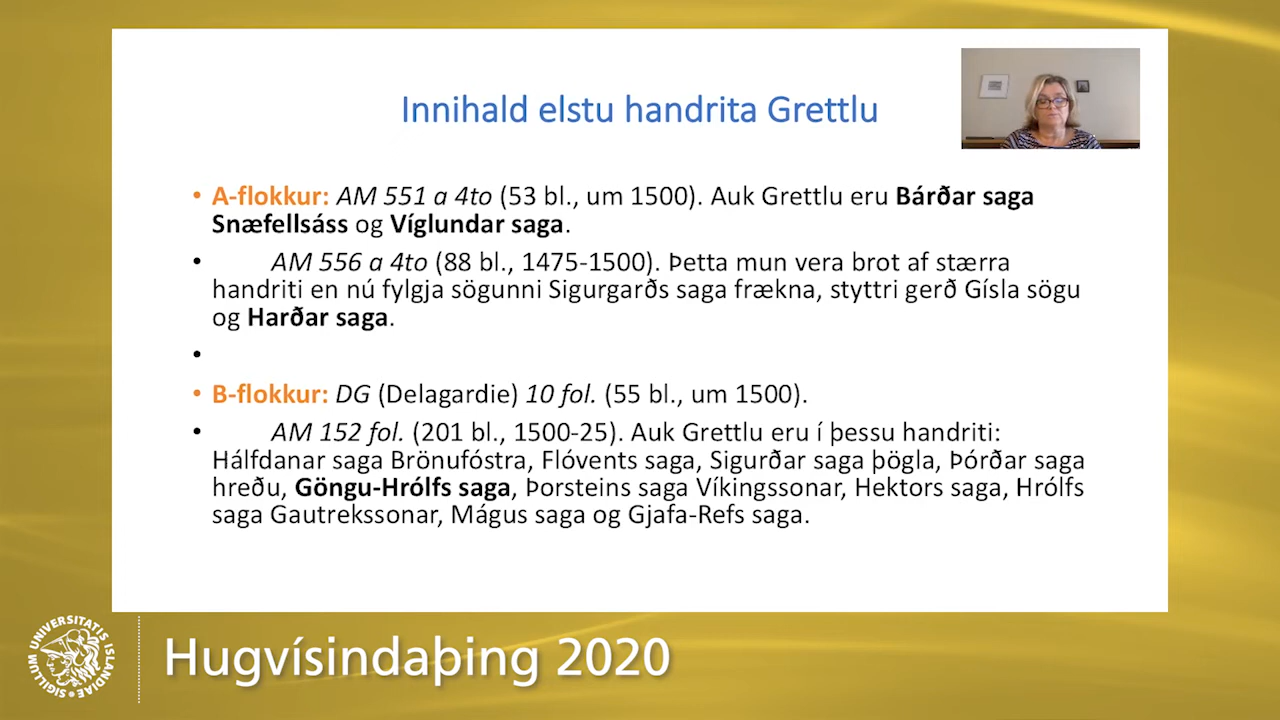 Innihald elstu handrita Grettlu
• A-flokkur: AM 551 a 4to (53 bl., um 1500). Auk Grettlu eru Bárðar saga
Snæfellsáss og Víglundar saga.
• AM 556 a 4to (88 bl., 1475-1500). Þetta mun vera brot af stærra
handriti en nú fylgja sögunni Sigurgarðs saga frækna, styttri gerð Gísla sögu
og Harðar saga.
•
• B-flokkur: DG (Delagardie) 10 fol. (55 bl., um 1500).
• AM 152 fol. (201 bl., 1500-25). Auk Grettlu eru í þessu handriti:
Hálfdanar saga Brönufóstra, Flóvents saga, Sigurðar saga þögla, Þórðar saga
hreðu, Göngu-Hrólfs saga, Þorsteins saga Víkingssonar, Hektors saga, Hrólfs
saga Gautrekssonar, Mágus saga og Gjafa-Refs saga.
SIGILLUM UNIVERSITATIS ISLANDIAE
Hugvísindaþing 2020